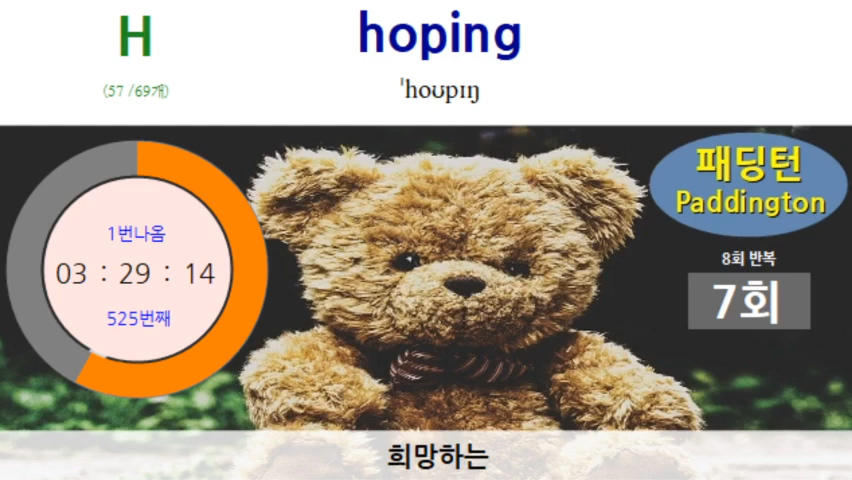 H
(57 /69개)
hoping
ˈhoʊpɪŋ
패딩턴
Paddington
1번나옴
03 : 29 : 14
525번째
8회 반복
7회
희망하는